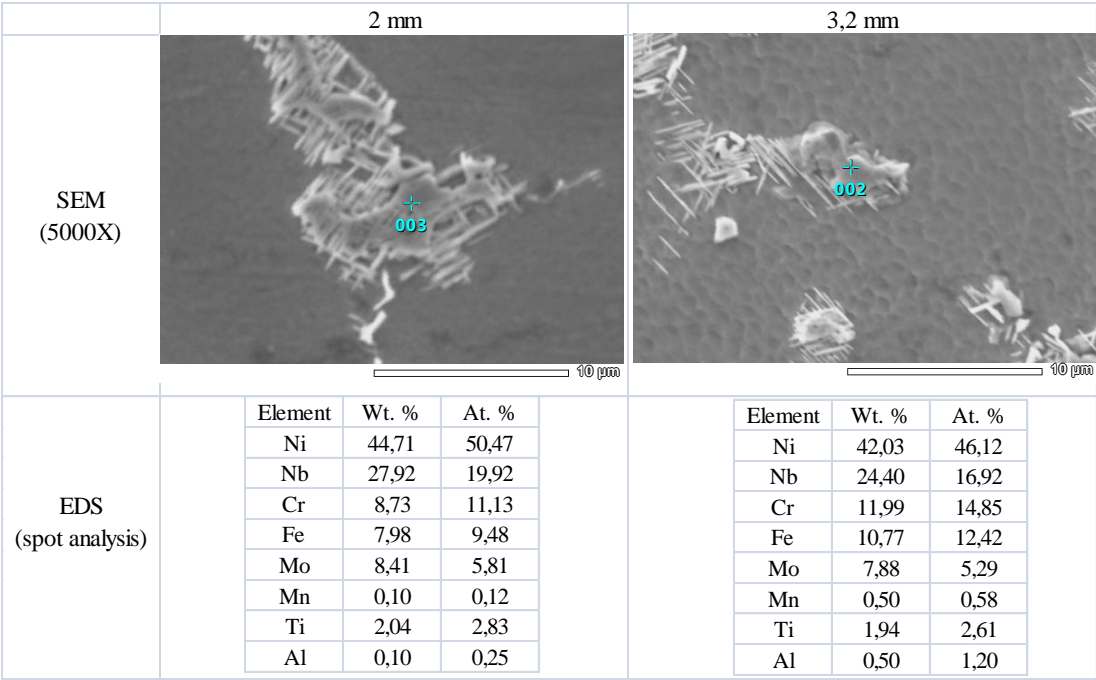 2 mm 3,2 mm
SEM
(5000X)
003
002
10 µm
10 µm
EDS
(spot analysis)
Element Wt. % At. %
Ni 44,71 50,47
Nb 27,92 19,92
Cr 8,73 11,13
Fe 7,98 9,48
Mo 8,41 5,81
Mn 0,10 0,12
Ti 2,04 2,83
Al 0,10 0,25
Element Wt. % At. %
Ni 42,03 46,12
Nb 24,40 16,92
Cr 11,99 14,85
Fe 10,77 12,42
Mo 7,88 5,29
Mn 0,50 0,58
Ti 1,94 2,61
Al 0,50 1,20